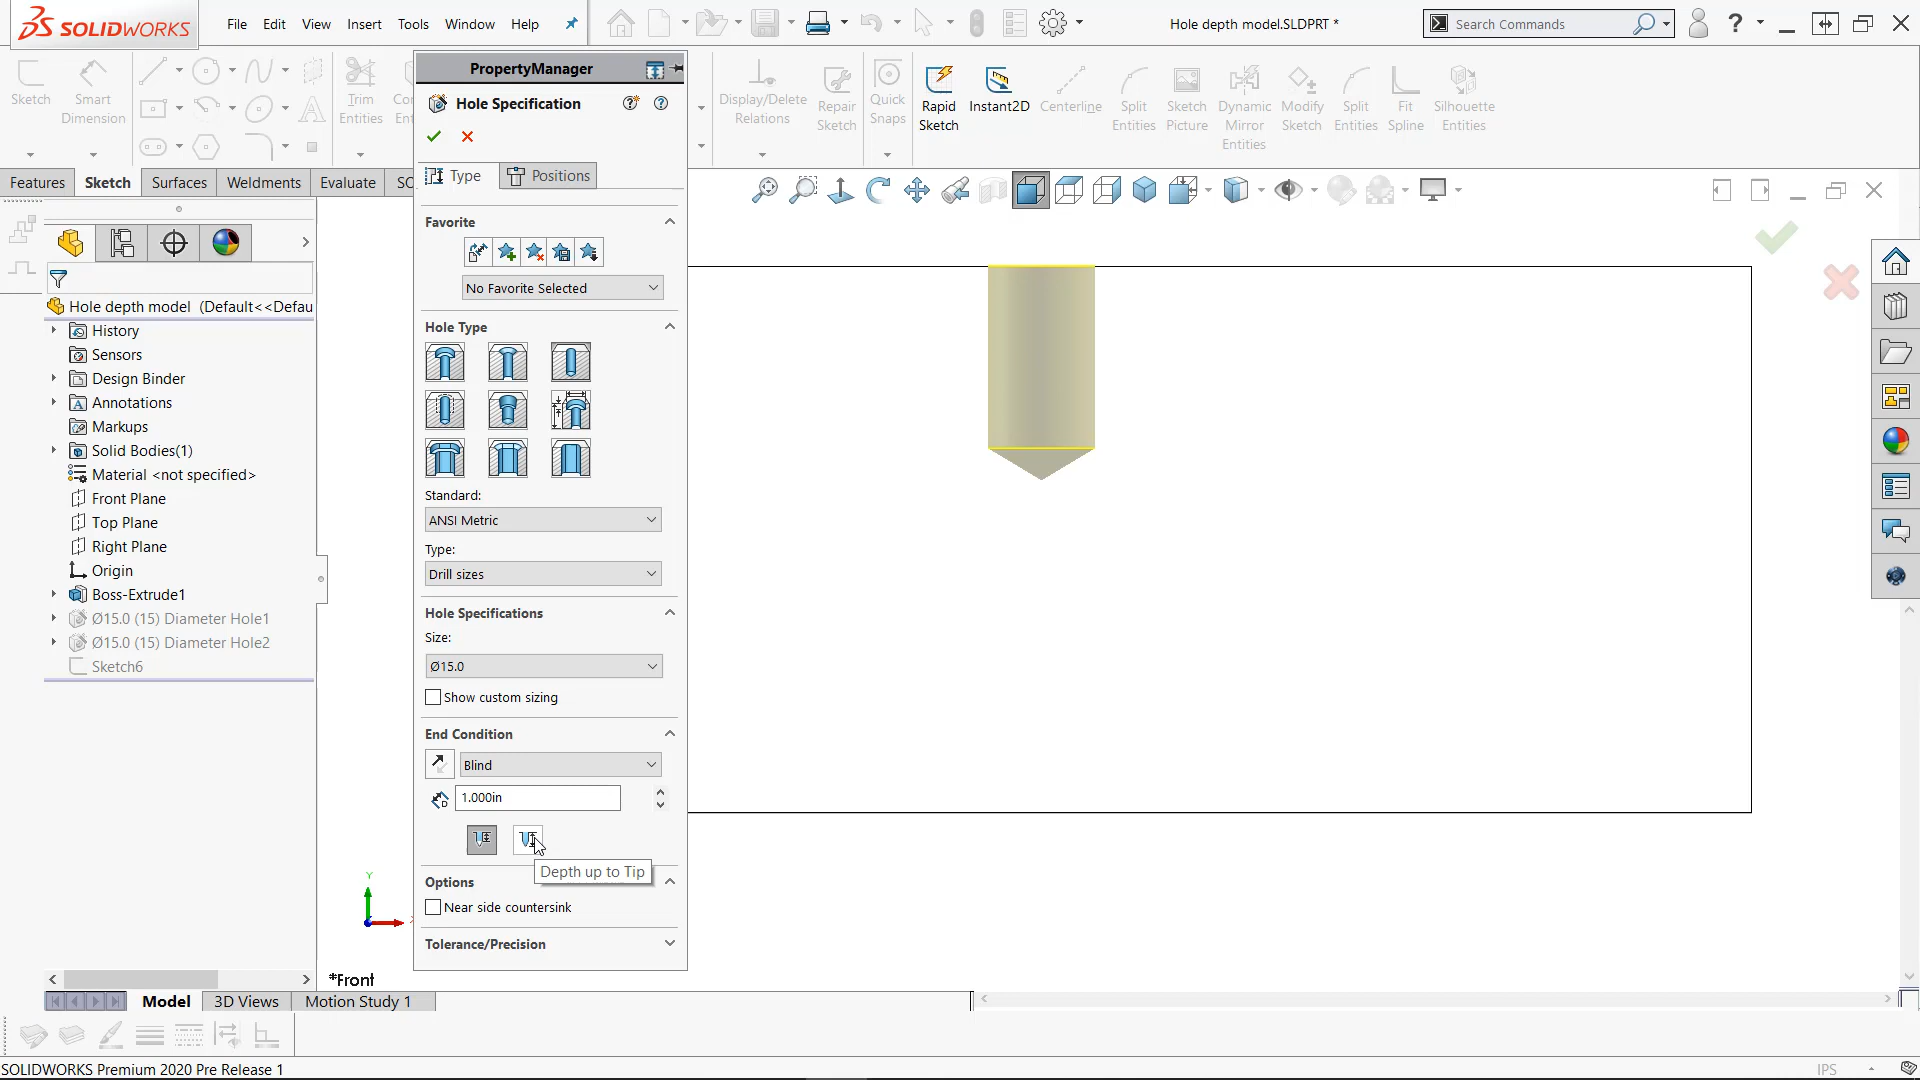 SOLIDWORKS
File Edit View Insert Tools Window Help
Hole depth model.SLDPRT *
Search Commands
?
Sketch
Smart Dimension
Trim Entities
Display/Delete Relations
Repair Sketch
Quick Snaps
Rapid Sketch
Instant2D
Centerline
Split Entities
Sketch Picture
Dynamic Mirror Entities
Modify Sketch
Split Entities
Fit Spline
Silhouette Entities
Features Sketch Surfaces Weldments Evaluate
PropertyManager
Hole Specification
Type Positions
Favorite
No Favorite Selected
Hole Type
Standard:
ANSI Metric
Type:
Drill sizes
Hole Specifications
Size:
Ø15.0
Show custom sizing
End Condition
Blind
1.000in
Depth up to Tip
Options
Near side countersink
Tolerance/Precision
Hole depth model (Default<<Defau
History
Sensors
Design Binder
Annotations
Markups
Solid Bodies(1)
Material <not specified>
Front Plane
Top Plane
Right Plane
Origin
Boss-Extrude1
Ø15.0 (15) Diameter Hole1
Ø15.0 (15) Diameter Hole2
Sketch6
Y
*Front
Model 3D Views Motion Study 1
SOLIDWORKS Premium 2020 Pre Release 1
IPS